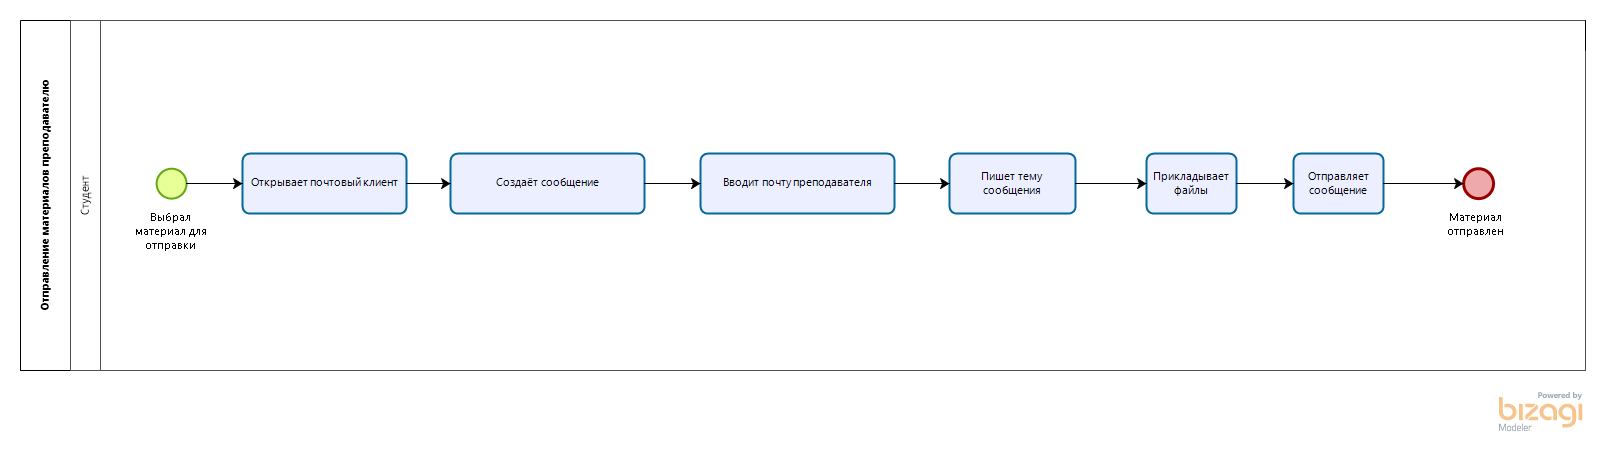 Отправление материалов преподавателю
Студент
Выбрал
материал для
отправки
Открывает почтовый клиент
Создаёт сообщение
Вводит почту преподавателя
Пишет тему
сообщения
Прикладывает
файлы
Отправляет
сообщение
Материал
отправлен
Powered by
bizagi
Modeler